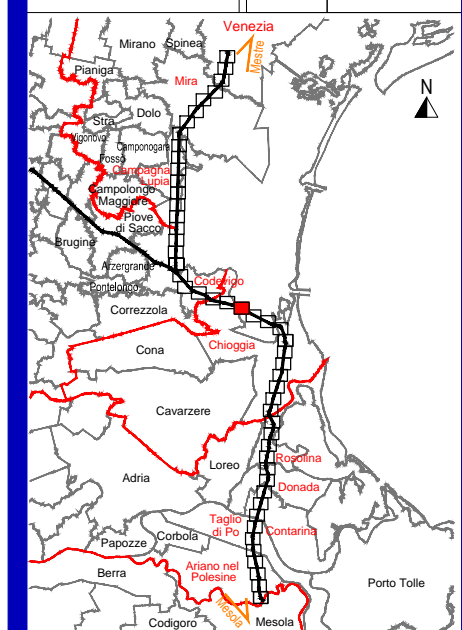 Venezia
Mirano
Spinea
Mestre
Pianiga
Mira
N
Stra
Dolo
Vigonovo
Camponogara
Fosso
Campagna
Lupia
Campolongo
Maggiore
Piove
di Sacco
Brugine
Arzergrande
Codevigo
Pontelongo
Correzzola
Cona
Chioggia
Cavarzere
Rosolina
Loreo
Adria
Donada
Taglio
di Po
Contarina
Corbola
Papozze
Berra
Ariano nel
Polesine
Porto Tolle
Mesola
Codigoro
Mesola